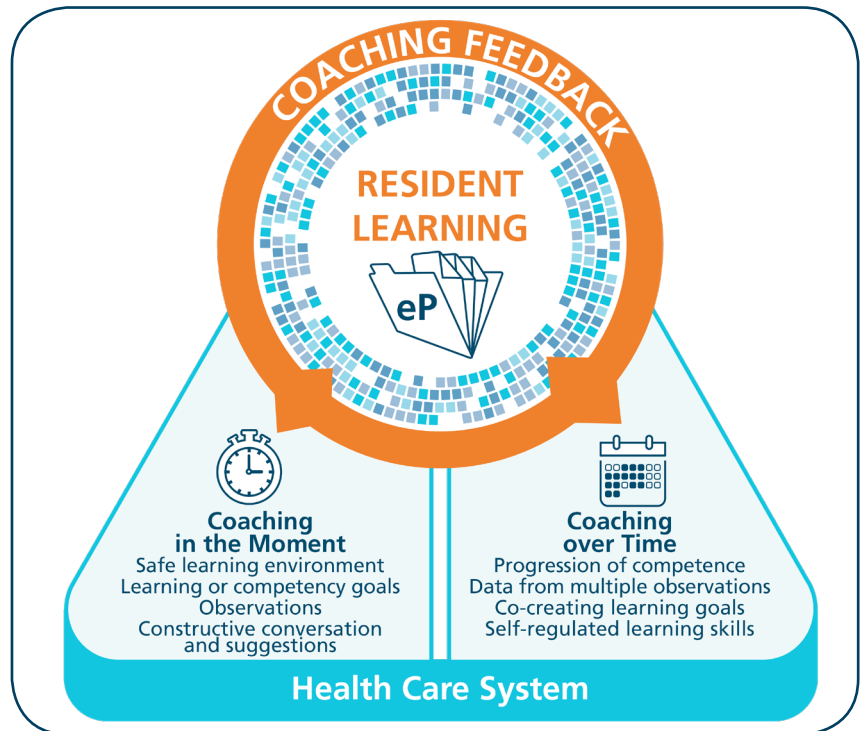 COACHING FEEDBACK
RESIDENT
LEARNING
eP
Coaching
in the Moment
Safe learning environment
Learning or competency goals
Observations
Constructive conversation
and suggestions
Coaching
over Time
Progression of competence
Data from multiple observations
Co-creating learning goals
Self-regulated learning skills
Health Care System